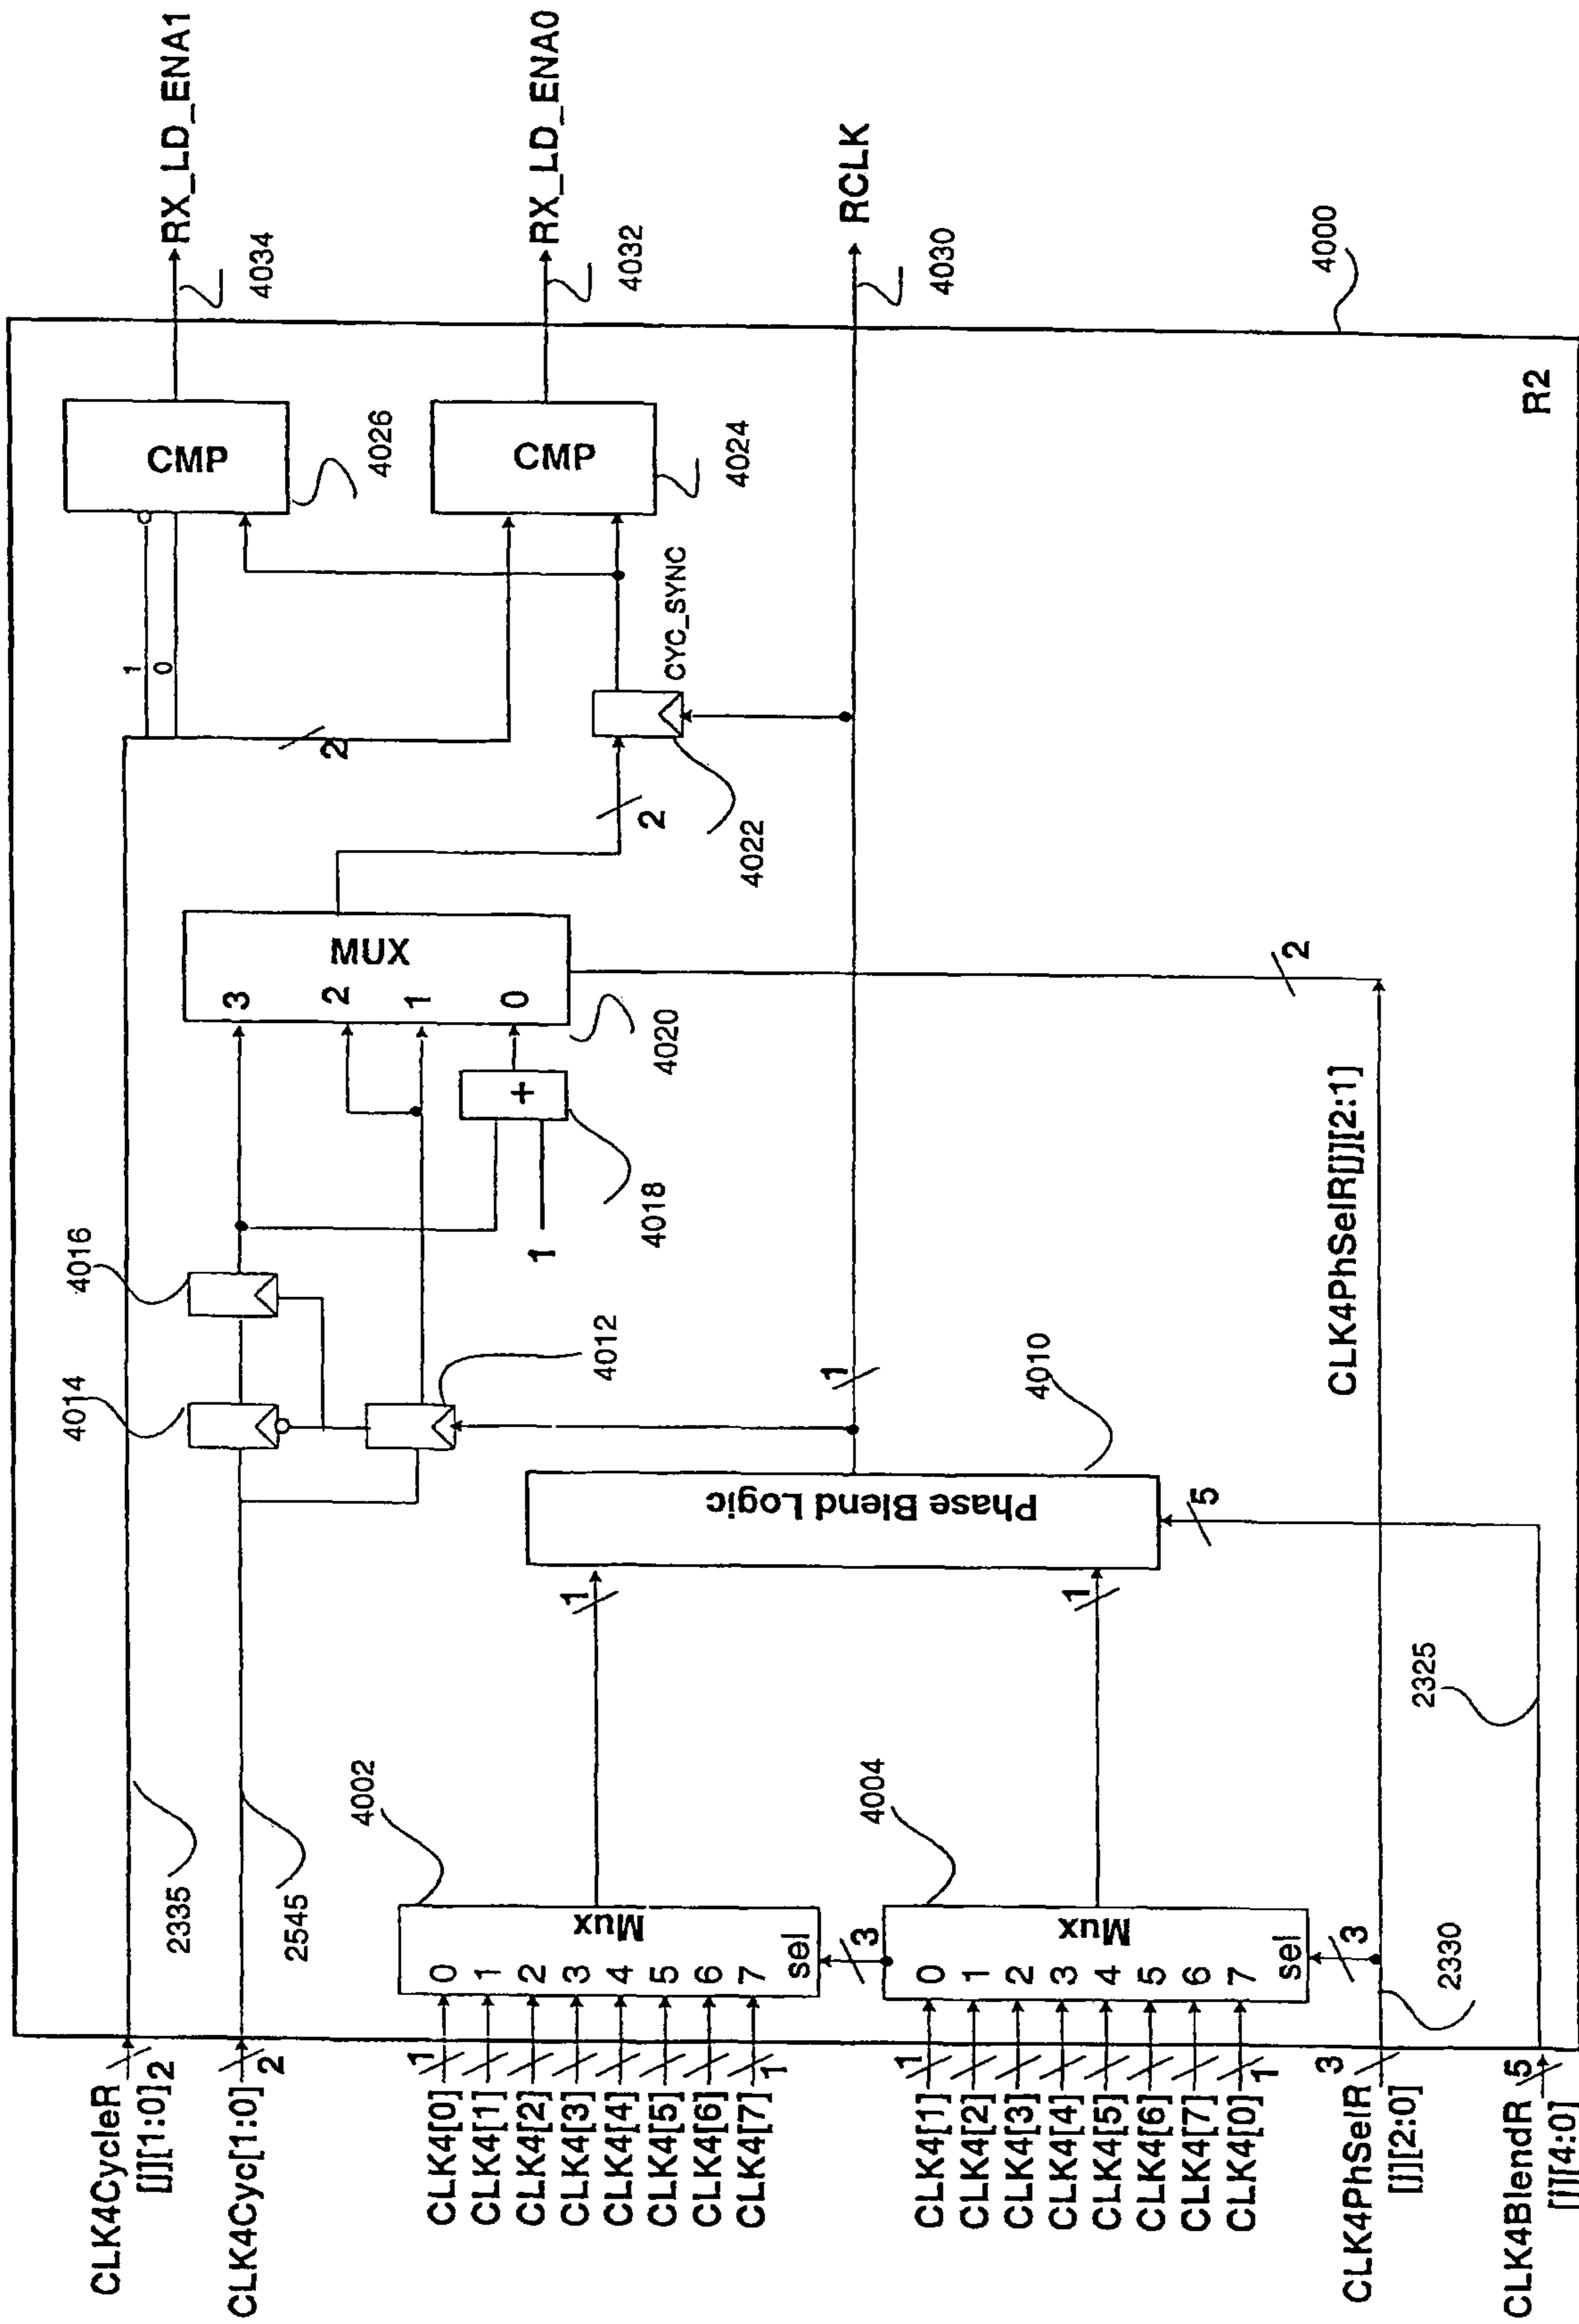 CLK4CycleR
[j][1:0]
2
CLK4Cyc[1:0]
2
CLK4[0]
CLK4[1]
CLK4[2]
CLK4[3]
CLK4[4]
CLK4[5]
CLK4[6]
CLK4[7]
1
1
CLK4[1]
CLK4[2]
CLK4[3]
CLK4[4]
CLK4[5]
CLK4[6]
CLK4[7]
CLK4[0]
1
1
CLK4PhSelR
[j][2:0]
3
CLK4BlendR
[j][4:0]
5
2335
2545
4002
Mux
0
1
2
3
4
5
6
7
sel
3
4004
Mux
0
1
2
3
4
5
6
7
sel
3
2330
2325
1
1
Phase Blend Logic
5
4010
1
4014
4016
4012
1
+
4018
CLK4PhSelR[j][2:1]
MUX
3
2
1
0
4020
2
2
4022
CYC_SYNC
2
1
0
CMP
4026
CMP
4024
RX_LD_ENA1
4034
RX_LD_ENA0
4032
RCLK
4030
4000
R2